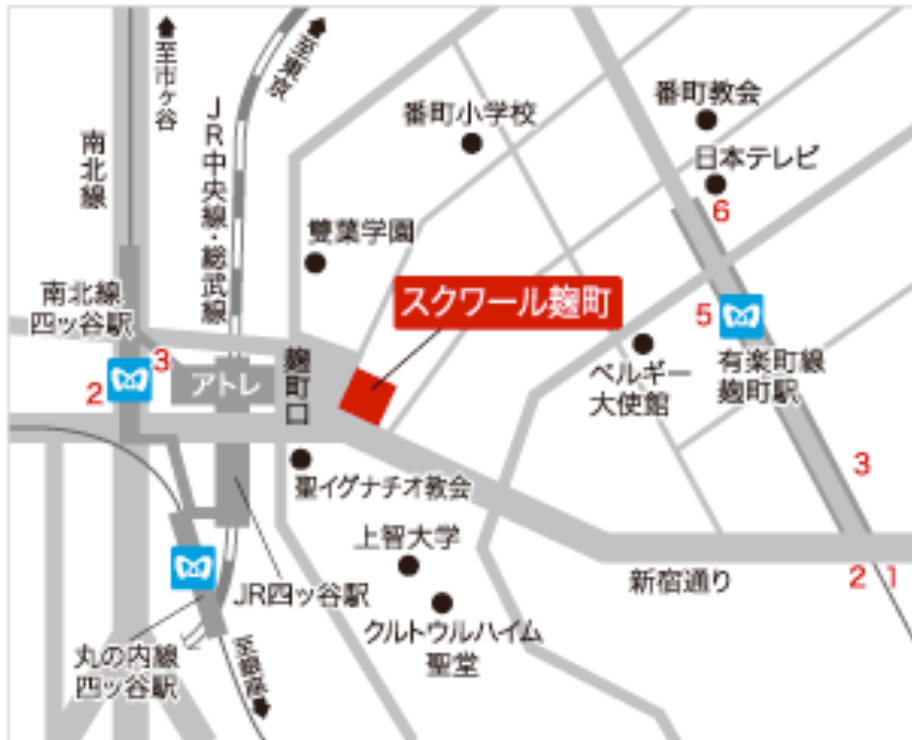 至市ヶ谷
至東京
南北線
JR中央線・総武線
番町小学校
番町教会
日本テレビ
6
雙葉学園
スクワール麹町
南北線
四ッ谷駅
3
2
アトレ
麹町口
5
有楽町線
麹町駅
ベルギー
大使館
3
聖イグナチオ教会
上智大学
新宿通り
2
1
JR四ッ谷駅
クルトゥルハイム
聖堂
丸の内線
四ッ谷駅